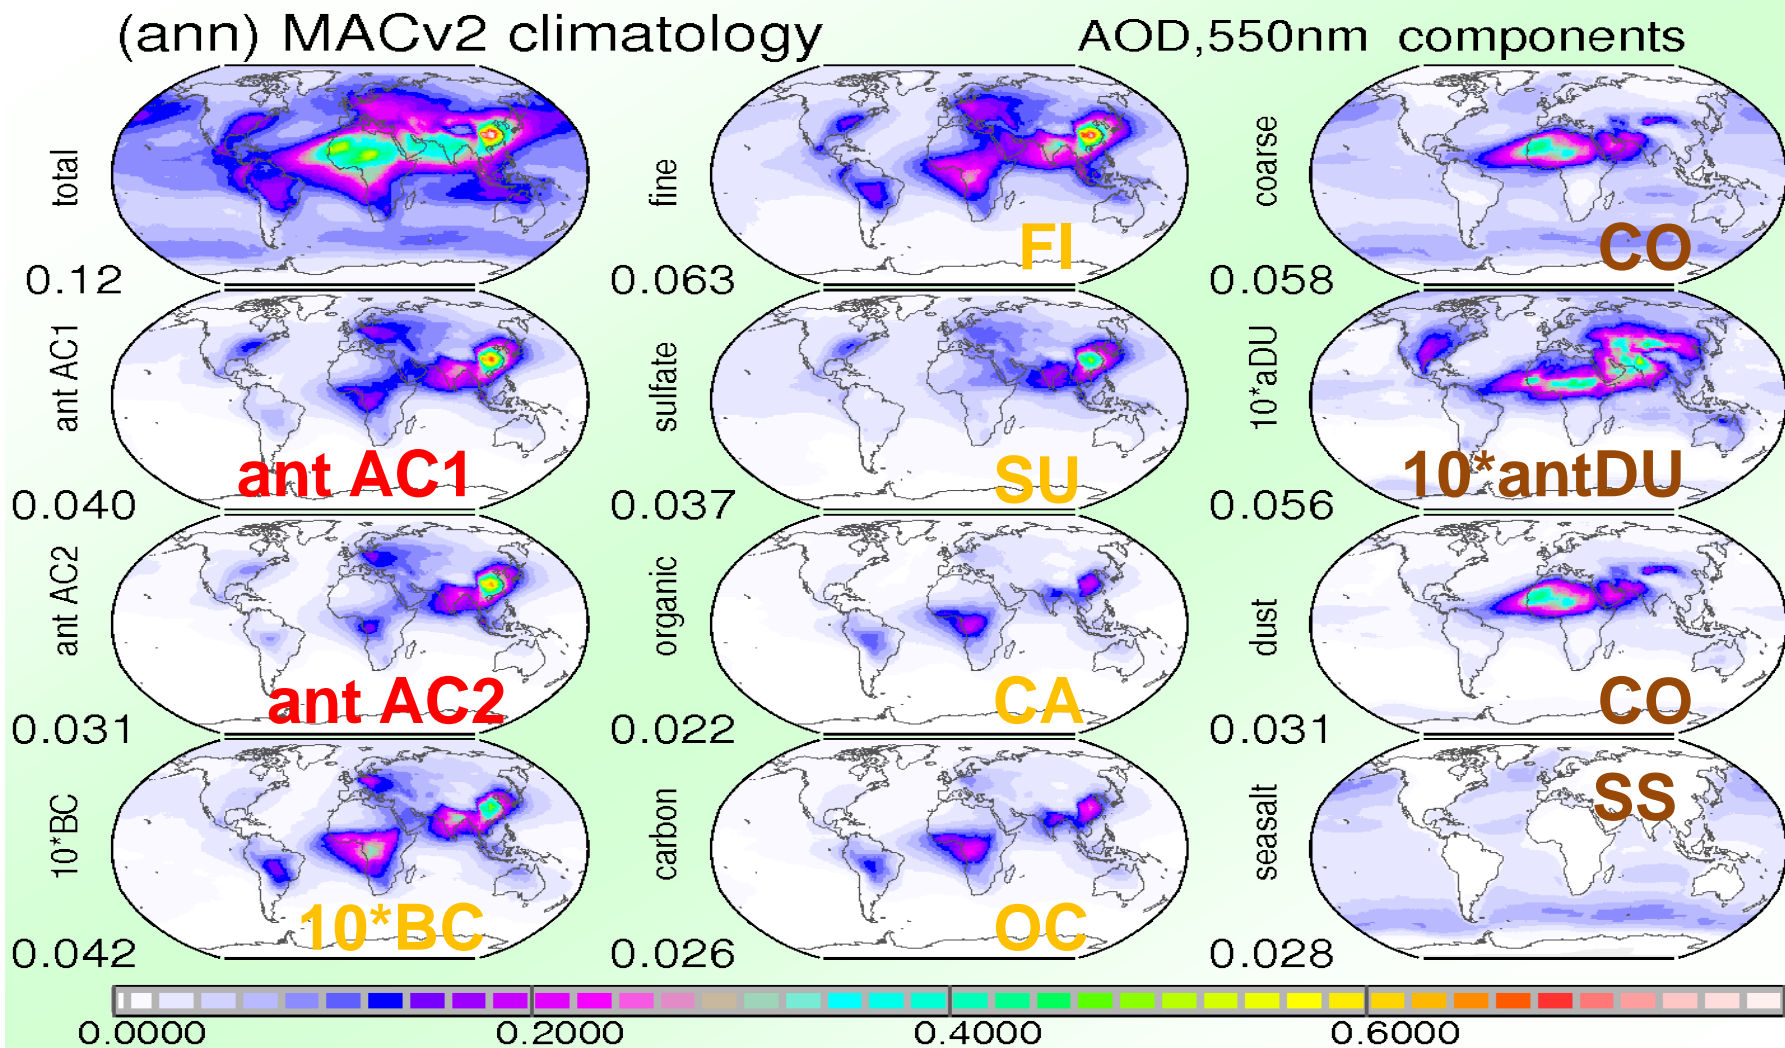 (ann) MACv2 climatology
AOD,550nm components
total
0.12
fine
FI
0.063
coarse
CO
0.058
ant AC1
ant AC1
0.040
sulfate
SU
0.037
10*aDU
10*antDU
0.056
ant AC2
ant AC2
0.031
organic
CA
0.022
dust
CO
0.031
10*BC
10*BC
0.042
carbon
OC
0.026
seasalt
SS
0.028
0.0000 0.2000 0.4000 0.6000